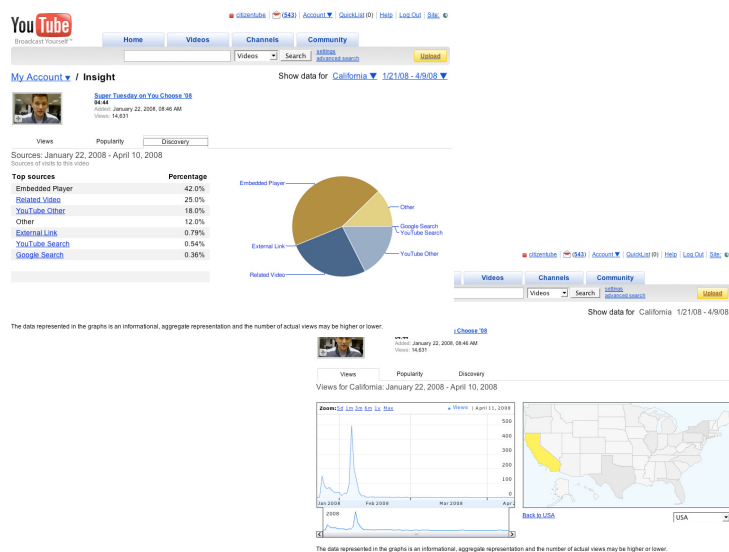 You Tube
Broadcast Yourself™
citizentube (543) Account ▼ QuickList (0) Help Log Out Site:
Home Videos Channels Community
Videos Search settings advanced search Upload
My Account ▼ / Insight
Show data for California ▼ 1/21/08 - 4/9/08 ▼
Super Tuesday on You Choose '08
04:44
Added: January 22, 2008, 08:46 AM
Views: 14,631
Views Popularity Discovery
Sources: January 22, 2008 - April 10, 2008
Sources of visits to this video
Top sources Percentage
Embedded Player 42.0%
Related Video 25.0%
YouTube Other 18.0%
Other 12.0%
External Link 0.79%
YouTube Search 0.54%
Google Search 0.36%
Embedded Player
Other
Google Search
YouTube Search
External Link
YouTube Other
Related Video
The data represented in the graphs is an informational, aggregate representation and the number of actual views may be higher or lower.
citizentube (543) Account ▼ QuickList (0) Help Log Out Site:
Videos Channels Community
Videos Search settings advanced search Upload
Show data for California 1/21/08 - 4/9/08
Choose '08
Added: January 22, 2008, 08:46 AM
Views: 14,631
Views Popularity Discovery
Views for California: January 22, 2008 - April 10, 2008
Zoom: 5d 1m 3m 6m 1y Max Views | April 11, 2008
500
400
300
200
100
0
Jan 2008 Feb 2008 Mar 2008 Apr
2008
Back to USA
USA
The data represented in the graphs is an informational, aggregate representation and the number of actual views may be higher or lower.